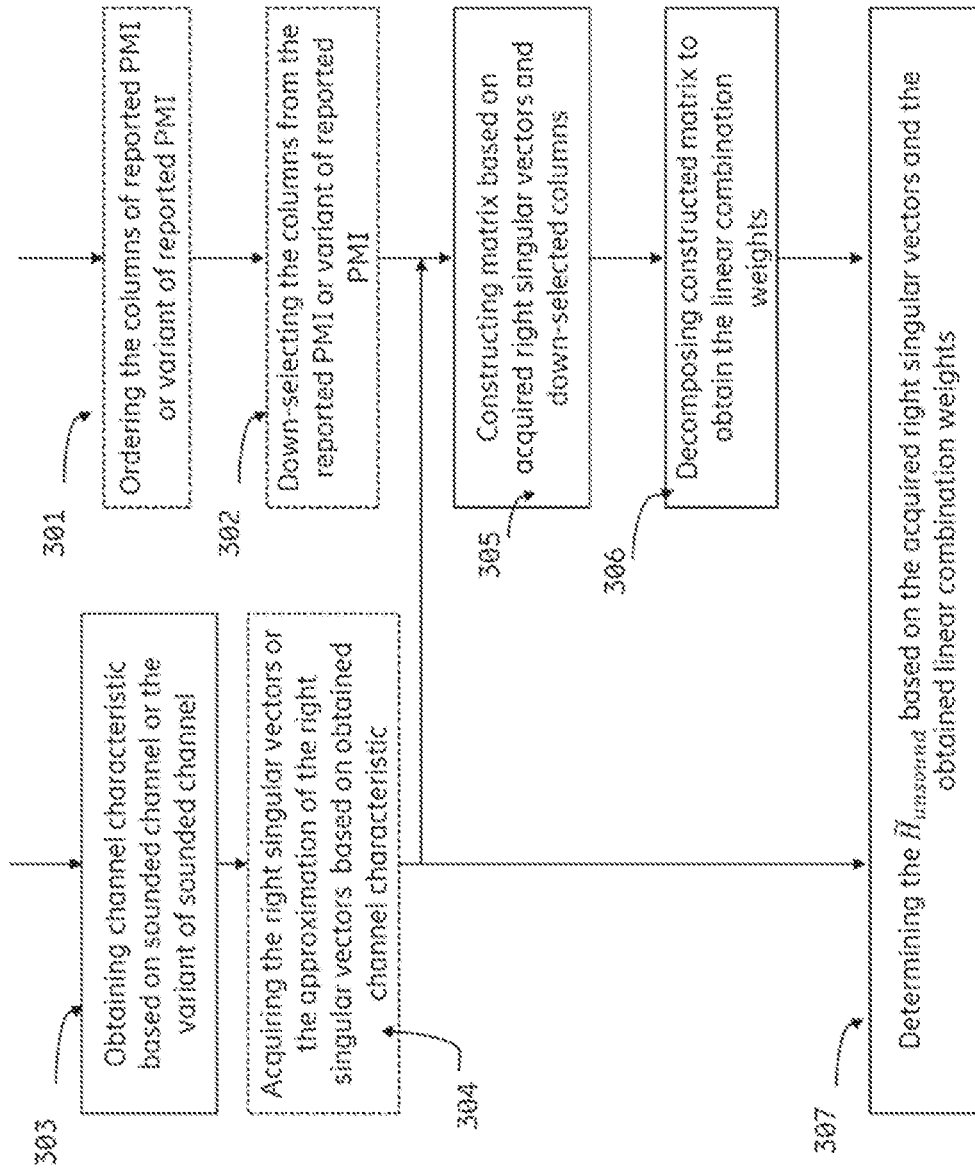 301
Ordering the columns of reported PMI
or variant of reported PMI
302
Down-selecting the columns from the
reported PMI or variant of reported
PMI
303
Obtaining channel characteristic
based on sounded channel or the
variant of sounded channel
304
Acquiring the right singular vectors or
the approximation of the right
singular vectors based on obtained
channel characteristic
305
Constructing matrix based on
acquired right singular vectors and
down-selected columns
306
Decomposing constructed matrix to
obtain the linear combination
weights
307
Determining the H̃unsound based on the acquired right singular vectors and the
obtained linear combination weights